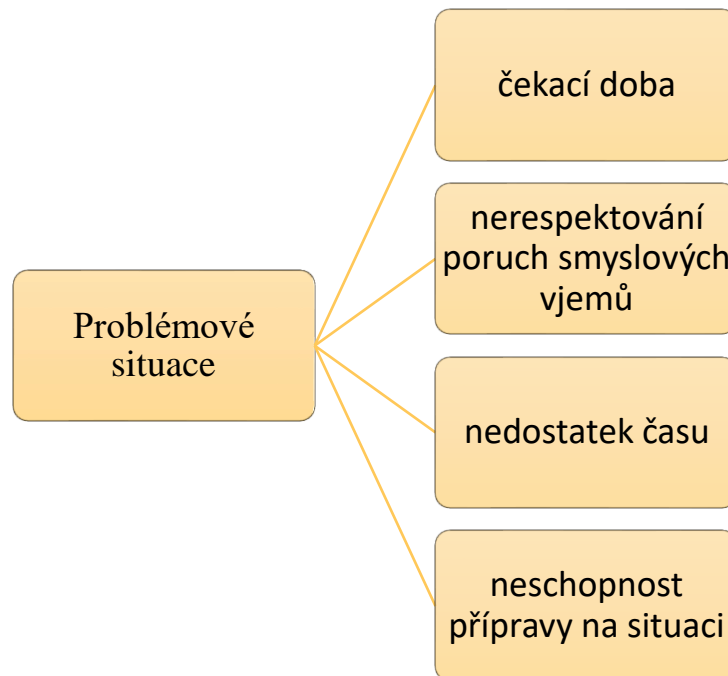 Problémové
situace
čekací doba
nerespektování
poruch smyslových
vjemů
nedostatek času
neschopnost
přípravy na situaci